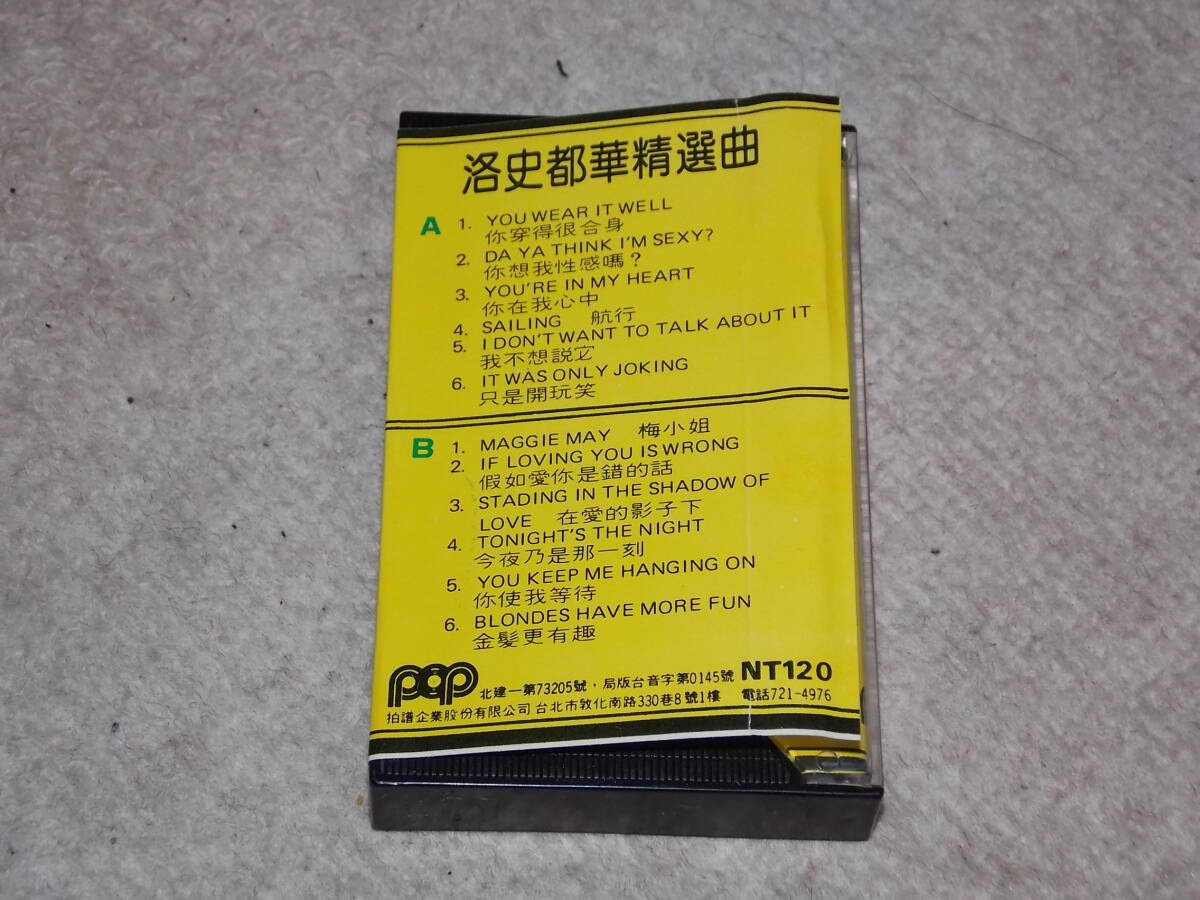 洛史都華精選曲
A
1. YOU WEAR IT WELL
你穿得很合身
2. DA YA THINK I'M SEXY?
你想我性感嗎？
3. YOU'RE IN MY HEART
你在我心中
4. SAILING 航行
5. I DON'T WANT TO TALK ABOUT IT
我不想説它
6. IT WAS ONLY JOKING
只是開玩笑
B
1. MAGGIE MAY 梅小姐
2. IF LOVING YOU IS WRONG
假如愛你是錯的話
3. STADING IN THE SHADOW OF
LOVE 在愛的影子下
4. TONIGHT'S THE NIGHT
今夜乃是那一刻
5. YOU KEEP ME HANGING ON
你使我等待
6. BLONDES HAVE MORE FUN
金髮更有趣
pop 北建一第73205號・局版台音字第0145號 NT120
拍譜企業股份有限公司台北市敦化南路330巷8號1樓 電話721-4976